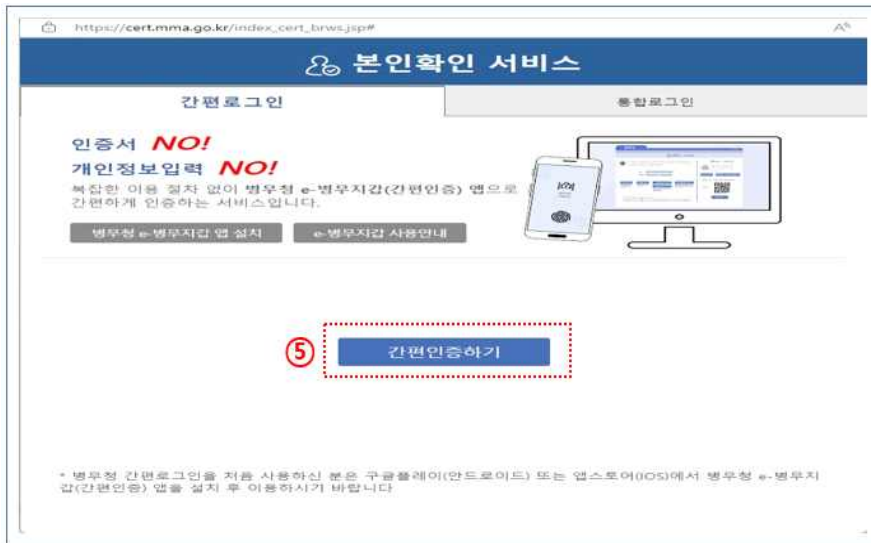 https://cert.mma.go.kr/index_cert_brws.jsp#
본인확인 서비스
간편로그인
통합로그인
인증서 NO!
개인정보입력 NO!
복잡한 이용 절차 없이 병무청 e-병무지갑(간편인증) 앱으로
간편하게 인증하는 서비스입니다.
병무청 e-병무지갑 앱 설치
e-병무지갑 사용안내
⑤ 간편인증하기
* 병무청 간편로그인을 처음 사용하신 분은 구글플레이(안드로이드) 또는 앱스토어(iOS)에서 병무청 e-병무지
갑(간편인증) 앱을 설치 후 이용하시기 바랍니다